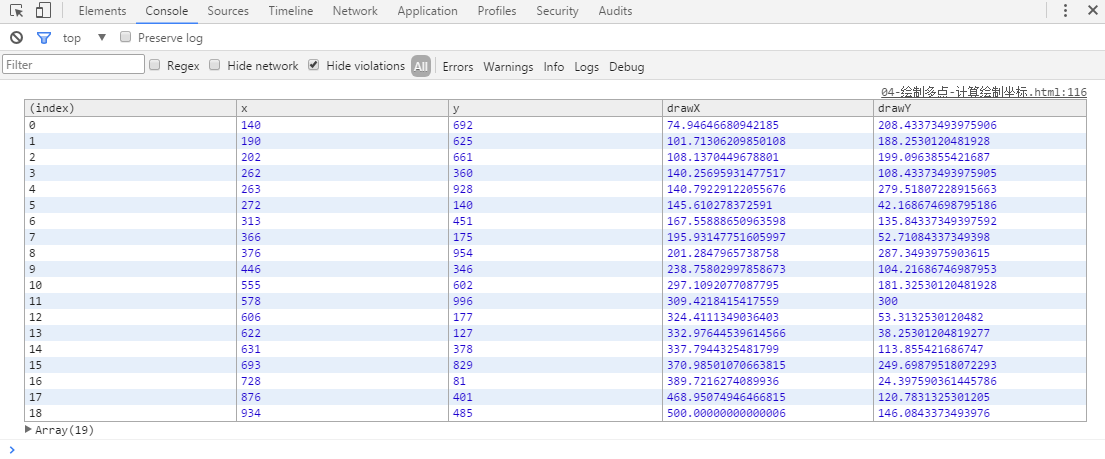 Elements Console Sources Timeline Network Application Profiles Security Audits
top Preserve log
Filter Regex Hide network Hide violations All Errors Warnings Info Logs Debug
04-绘制多点-计算绘制坐标.html:116
(index) x y drawX drawY
0 140 692 74.94646680942185 208.43373493975906
1 190 625 101.71306209850108 188.2530120481928
2 202 661 108.1370449678801 199.0963855421687
3 262 360 140.25695931477517 108.43373493975905
4 263 928 140.79229122055676 279.51807228915663
5 272 140 145.610278372591 42.168674698795186
6 313 451 167.55888650963598 135.84337349397592
7 366 175 195.93147751605997 52.71084337349398
8 376 954 201.2847965738758 287.3493975903615
9 446 346 238.75802997858673 104.21686746987953
10 555 602 297.1092077087795 181.32530120481928
11 578 996 309.4218415417559 300
12 606 177 324.4111349036403 53.3132530120482
13 622 127 332.97644539614566 38.25301204819277
14 631 378 337.7944325481799 113.855421686747
15 693 829 370.98501070663815 249.69879518072293
16 728 81 389.7216274089936 24.397590361445786
17 876 401 468.95074946466815 120.7831325301205
18 934 485 500.00000000000006 146.0843373493976
Array(19)